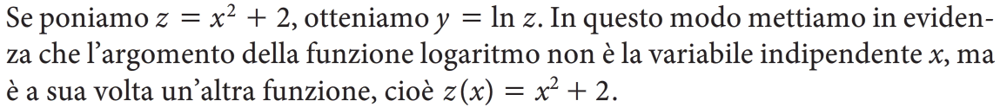 Se poniamo z = x² + 2, otteniamo y = ln z. In questo modo mettiamo in eviden-
za che l’argomento della funzione logaritmo non è la variabile indipendente x, ma
è a sua volta un’altra funzione, cioè z(x) = x² + 2.